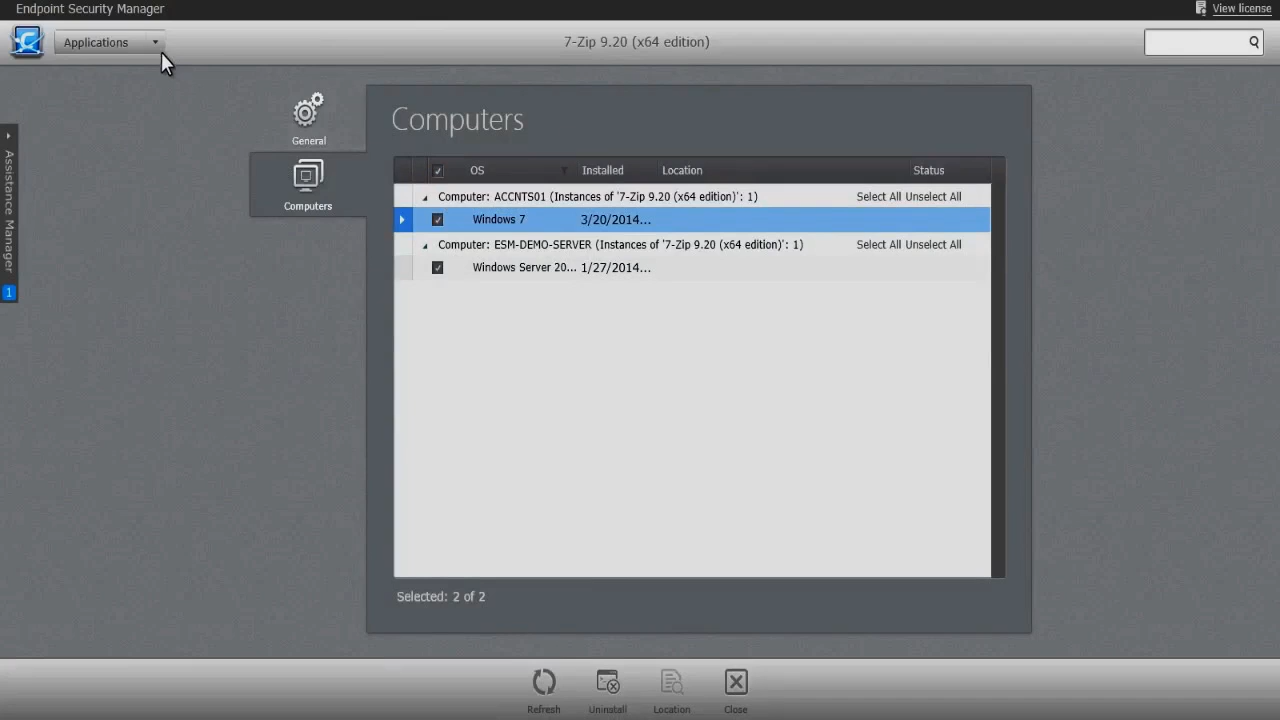 Endpoint Security Manager
View license
Applications
7-Zip 9.20 (x64 edition)
Assistance Manager
1
General
Computers
Computers
OS Installed Location Status
Computer: ACCNTS01 (Instances of '7-Zip 9.20 (x64 edition)': 1) Select All Unselect All
Windows 7 3/20/2014...
Computer: ESM-DEMO-SERVER (Instances of '7-Zip 9.20 (x64 edition)': 1) Select All Unselect All
Windows Server 20... 1/27/2014...
Selected: 2 of 2
Refresh
Uninstall
Location
Close